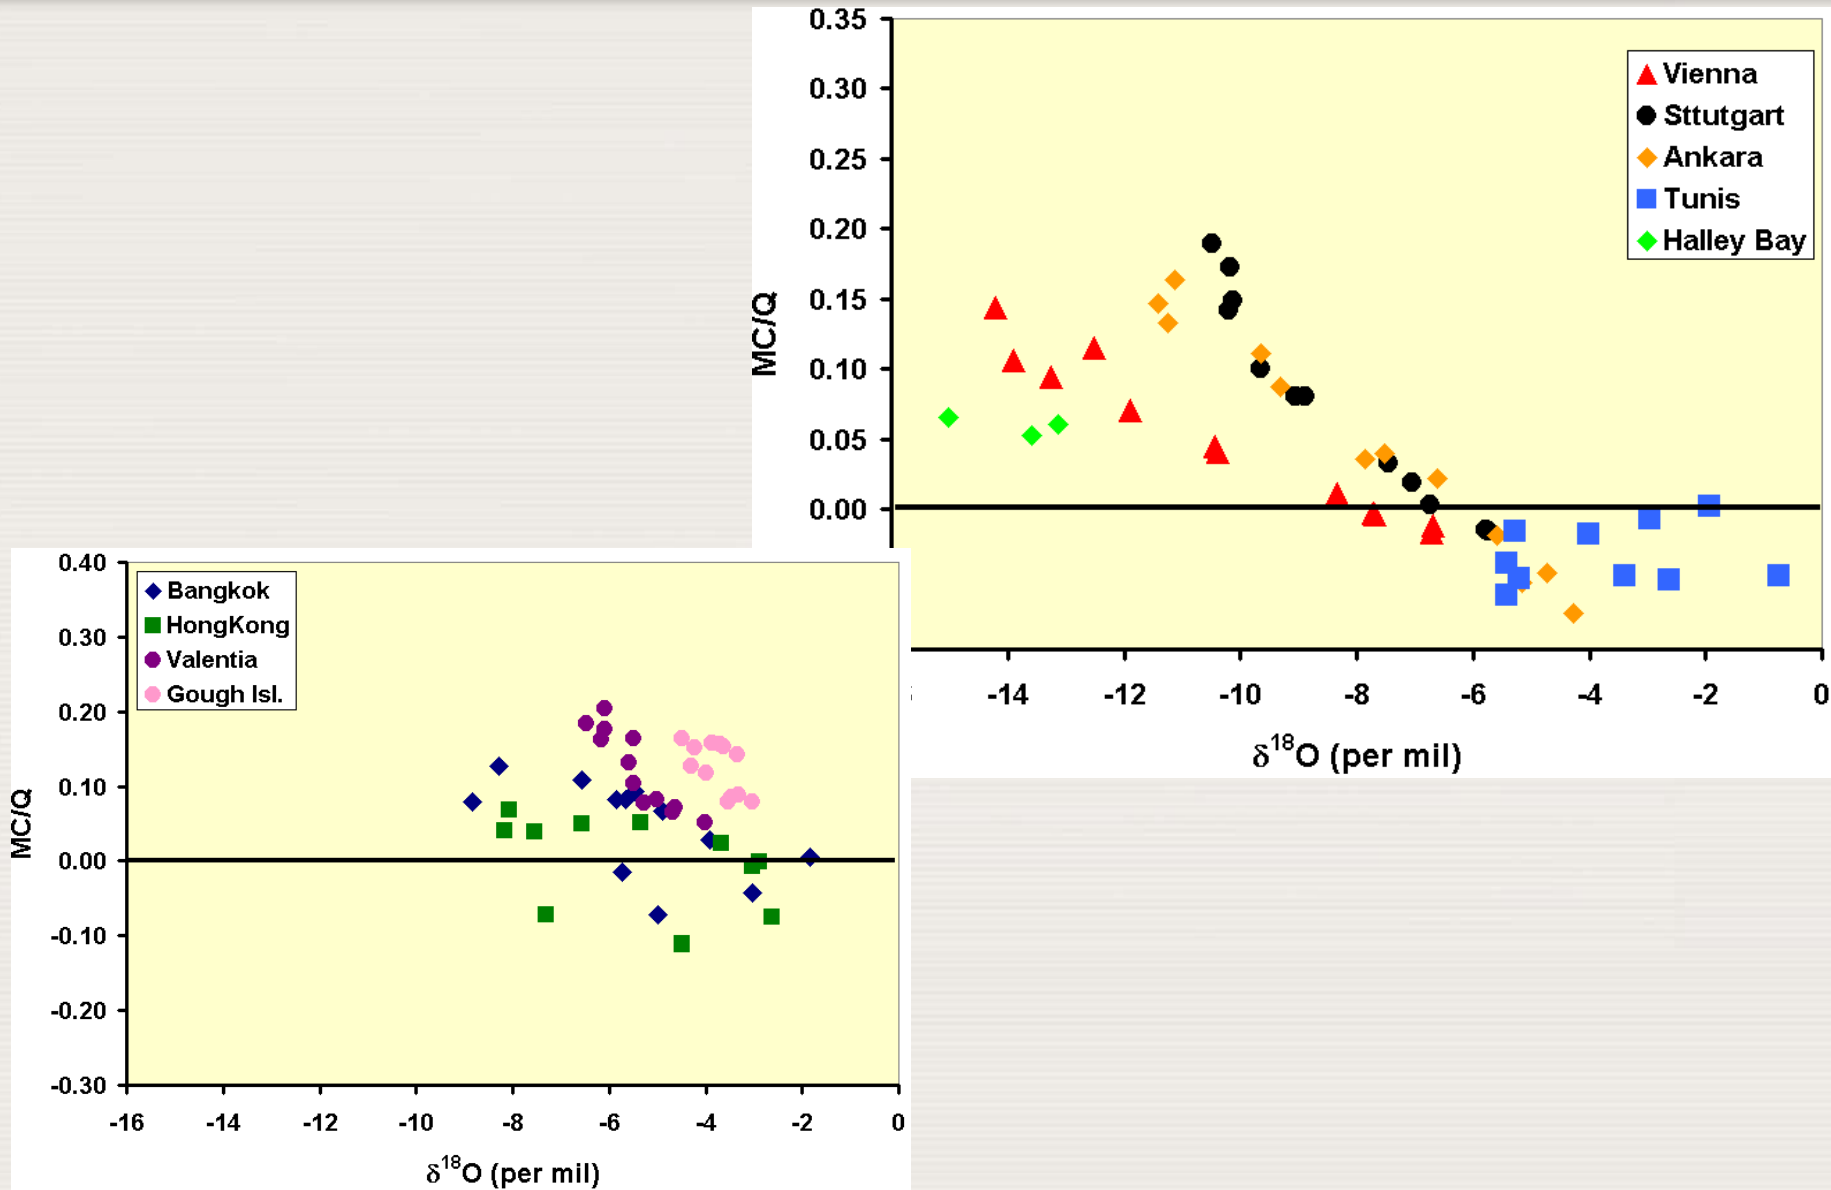 0.35
0.30
0.25
0.20
0.15
0.10
0.05
0.00
MC/Q
Vienna
Sttutgart
Ankara
Tunis
Halley Bay
-14 -12 -10 -8 -6 -4 -2 0
δ18O (per mil)
0.40
0.30
0.20
0.10
0.00
-0.10
-0.20
-0.30
MC/Q
Bangkok
HongKong
Valentia
Gough Isl.
-16 -14 -12 -10 -8 -6 -4 -2 0
δ18O (per mil)